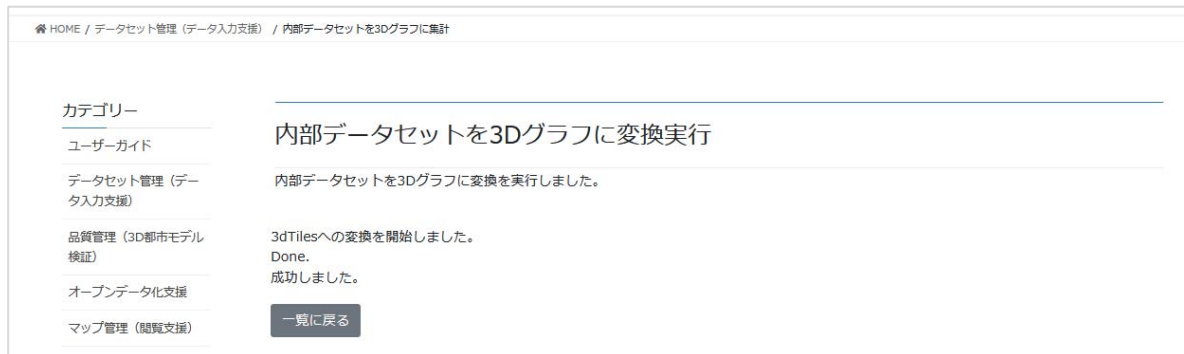 HOME / データセット管理（データ入力支援） / 内部データセットを3Dグラフに集計
カテゴリー
ユーザーガイド
データセット管理（デー
タ入力支援）
品質管理（3D都市モデル
検証）
オープンデータ化支援
マップ管理（閲覧支援）
内部データセットを3Dグラフに変換実行
内部データセットを3Dグラフに変換を実行しました。
3dTilesへの変換を開始しました。
Done.
成功しました。
一覧に戻る